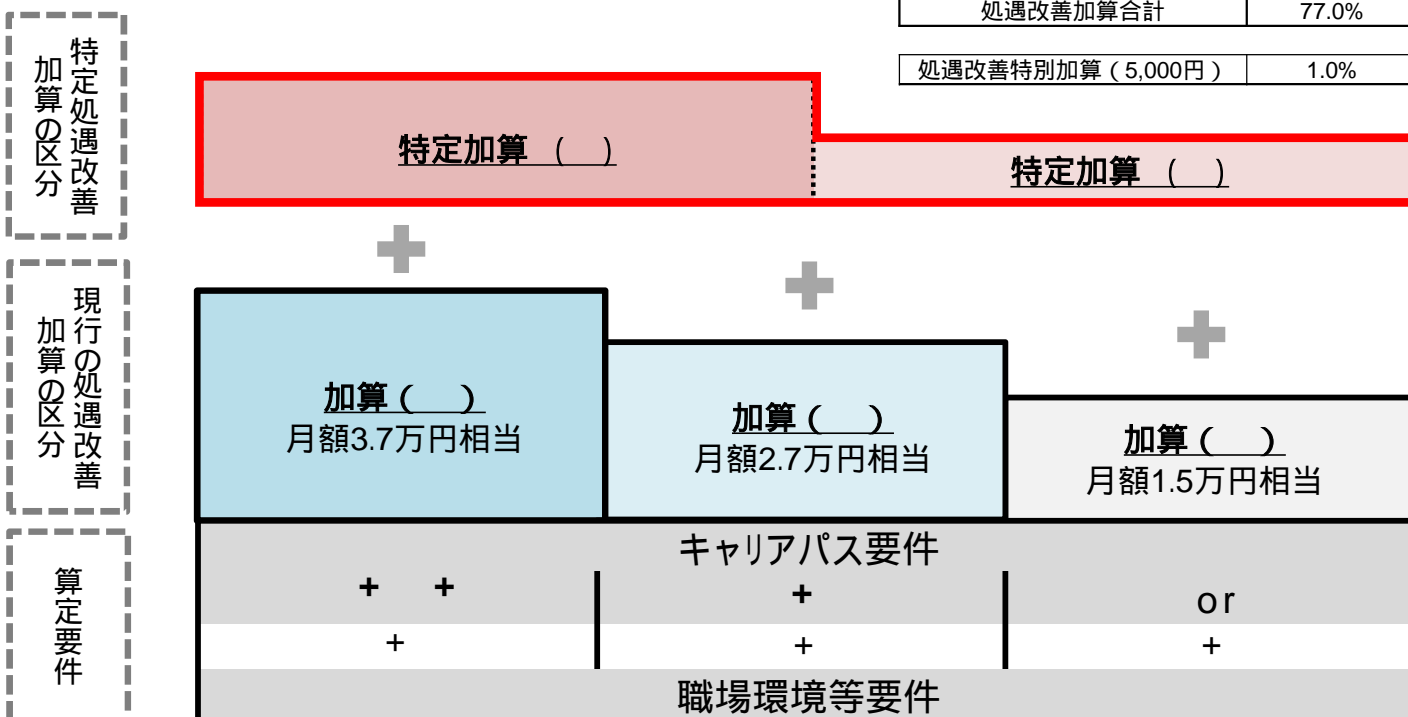 処遇改善加算合計 77.0%
処遇改善特別加算（5,000円） 1.0%
特定処遇改善
加算の区分
特定加算（　）
特定加算（　）
現行の処遇改善
加算の区分
加算（　）
月額3.7万円相当
加算（　）
月額2.7万円相当
加算（　）
月額1.5万円相当
算定要件
キャリアパス要件
+ + + or
+ + +
職場環境等要件